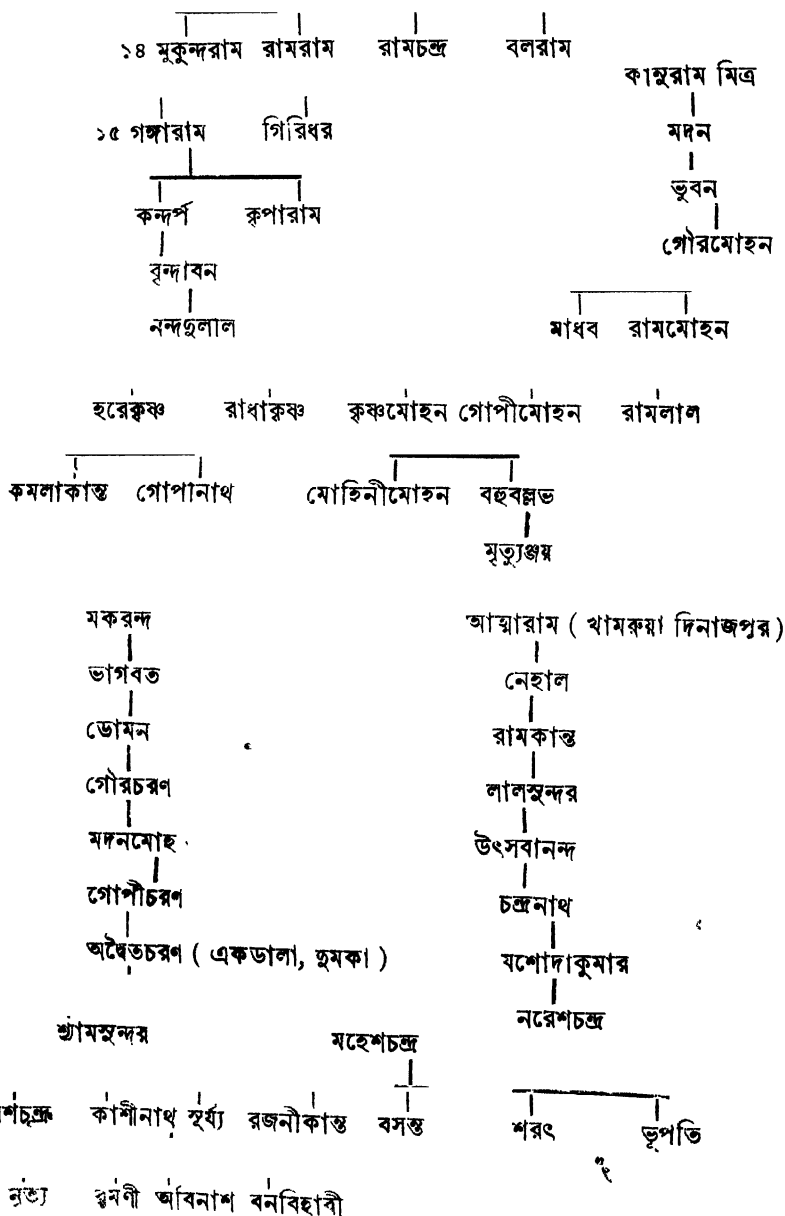 ১৪ মুকুন্দরাম রামরাম রামচন্দ্র বলরাম
কানুরাম মিত্র
১৫ গঙ্গারাম গিরিধর মদন
ভুবন
কন্দর্প কৃপারাম
গৌরমোহন
বৃন্দাবন
নন্দদুলাল মাধব রামমোহন
হরেকৃষ্ণ রাধাকৃষ্ণ কৃষ্ণমোহন গোপীমোহন রামলাল
কমলাকান্ত গোপীনাথ মোহিনীমোহন বহুবল্লভ
মৃত্যুঞ্জয়
মকরন্দ আত্মারাম ( খামরুয়া দিনাজপুর )
ভাগবত নেহাল
ডোমন রামকান্ত
গৌরচরণ লালসুন্দর
মদনমোহ উৎসবানন্দ
গোপীচরণ চন্দ্রনাথ
অদ্বৈতচরণ ( একডালা, দুমকা ) যশোদাকুমার
নরেশচন্দ্র
শ্যামসুন্দর মহেশচন্দ্র
কাশীনাথ সূর্য্য রজনীকান্ত বসন্ত শরৎ ভূপতি
নৃত্য রমণী অবিনাশ বনবিহারী